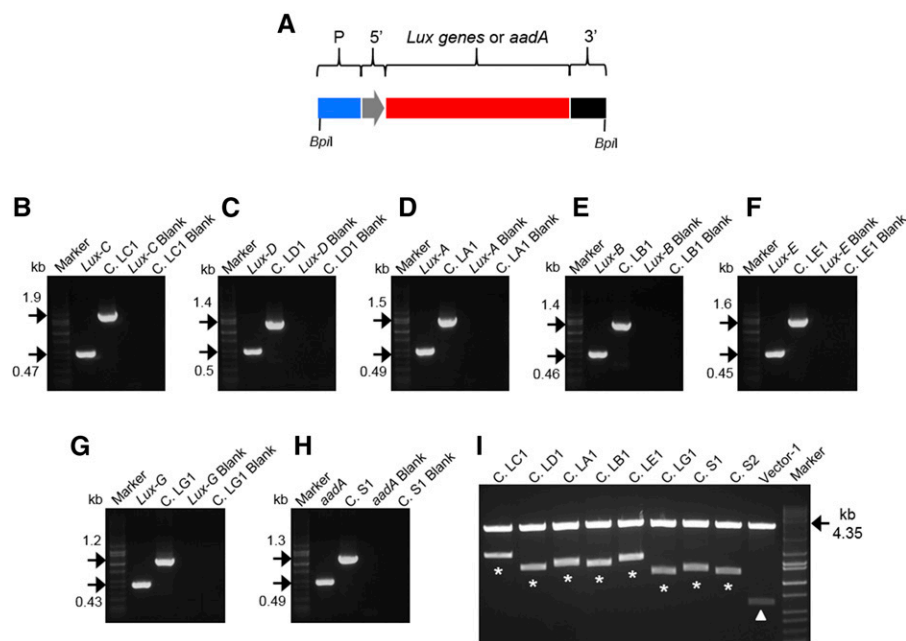 A
P 5' Lux genes or aadA 3'
BpiI BpiI
B
kb Marker Lux-C C. LC1 Lux-C Blank C. LC1 Blank
1.9
0.47
C
Marker Lux-D C. LD1 Lux-D Blank C. LD1 Blank
1.4
0.5
D
Marker Lux-A C. LA1 Lux-A Blank C. LA1 Blank
1.5
0.49
E
Marker Lux-B C. LB1 Lux-B Blank C. LB1 Blank
1.4
0.46
F
Marker Lux-E C. LE1 Lux-E Blank C. LE1 Blank
1.6
0.45
G
kb Marker Lux-G C. LG1 Lux-G Blank C. LG1 Blank
1.2
0.43
H
Marker aadA C. S1 aadA Blank C. S1 Blank
1.3
0.49
I
C. LC1 C. LD1 C. LA1 C. LB1 C. LE1 C. LG1 C. S1 C. S2 Vector-1 Marker
kb
4.35
* * * * * * * *